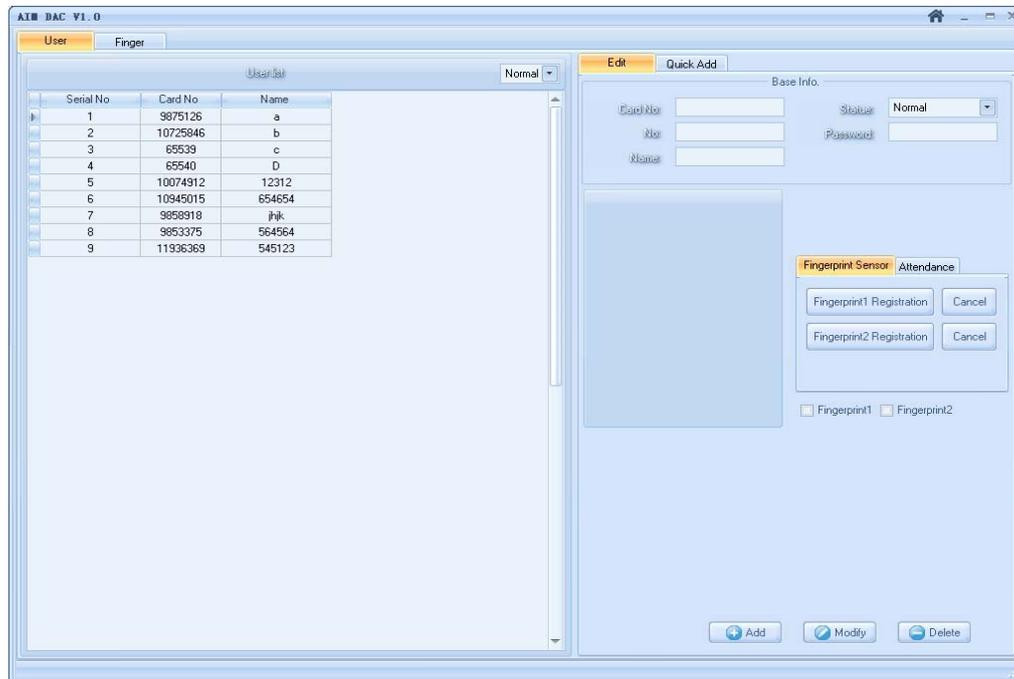 AIM DAC V1.0
User Finger
User list Normal
Serial No Card No Name
1 9875126 a
2 10725846 b
3 65539 c
4 65540 D
5 10074912 12312
6 10945015 654654
7 9858918 jhjk
8 9853375 564564
9 11936369 545123
Edit Quick Add
Base Info.
Card No: Status: Normal
No: Password:
Name:
Fingerprint Sensor Attendance
Fingerprint1 Registration Cancel
Fingerprint2 Registration Cancel
Fingerprint1 Fingerprint2
Add Modify Delete